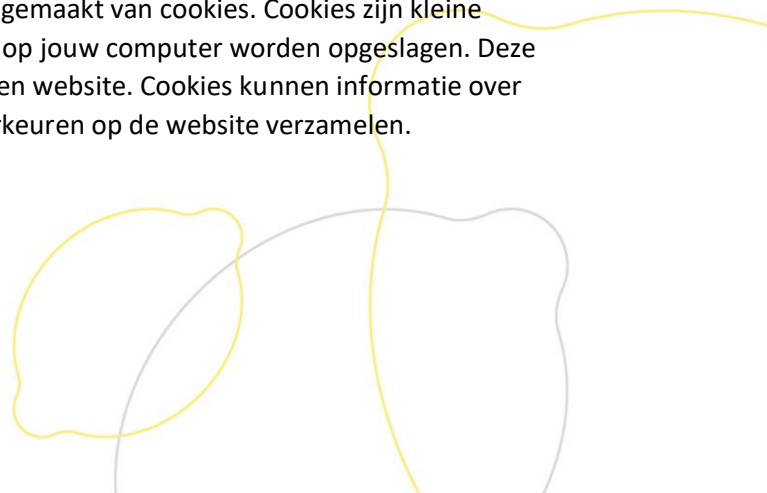 gemaakt van cookies. Cookies zijn kleine
op jouw computer worden opgeslagen. Deze
en website. Cookies kunnen informatie over
rkeuren op de website verzamelen.